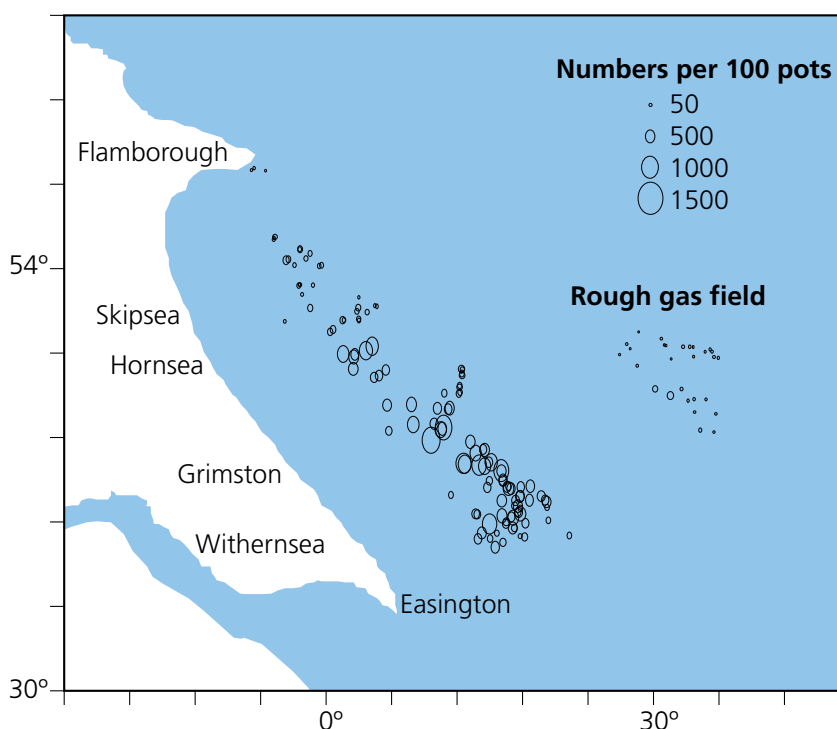 Numbers per 100 pots
50
500
1000
1500
Flamborough
54°
Rough gas field
Skipsea
Hornsea
Grimston
Withernsea
Easington
30°
0°
30°